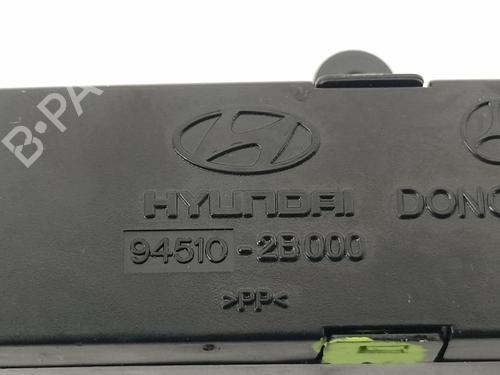 B-PA
HYUNDAI DONG
94510-2B000
>PP<